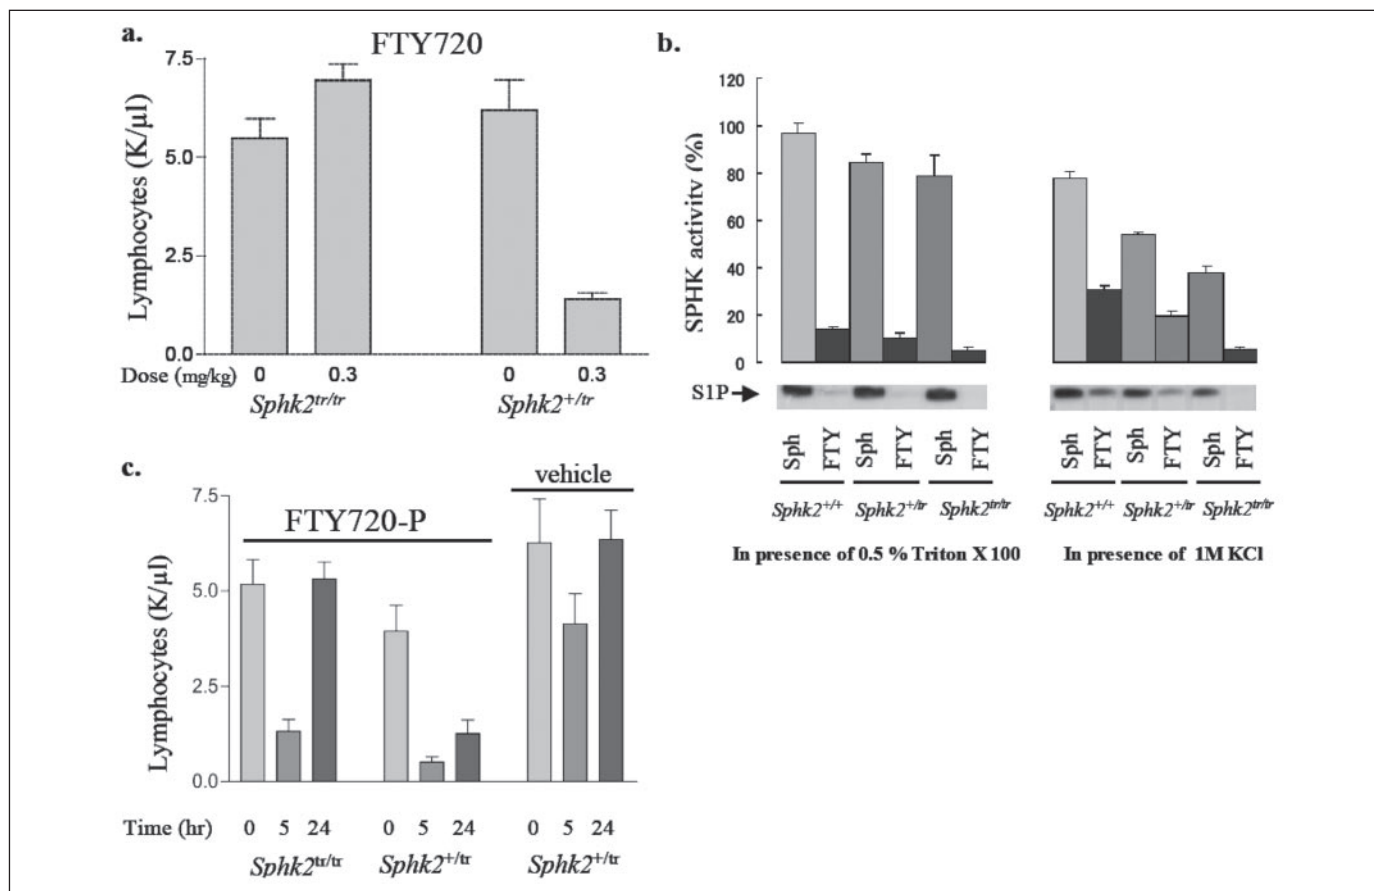 a.
FTY720
7.5
5.0
2.5
0.0
Lymphocytes (K/µl)
Dose (mg/kg) 0 0.3 0 0.3
Sphk2tr/tr Sphk2+/tr
b.
120
100
80
60
40
20
0
SPHK activity (%)
S1P
Sph FTY Sph FTY Sph FTY Sph FTY Sph FTY Sph FTY
Sphk2+/+ Sphk2+/tr Sphk2tr/tr Sphk2+/+ Sphk2+/tr Sphk2tr/tr
In presence of 0.5 % Triton X 100 In presence of 1M KCl
c.
vehicle
FTY720-P
7.5
5.0
2.5
0.0
Lymphocytes (K/µl)
Time (hr) 0 5 24 0 5 24 0 5 24
Sphk2tr/tr Sphk2+/tr Sphk2+/tr